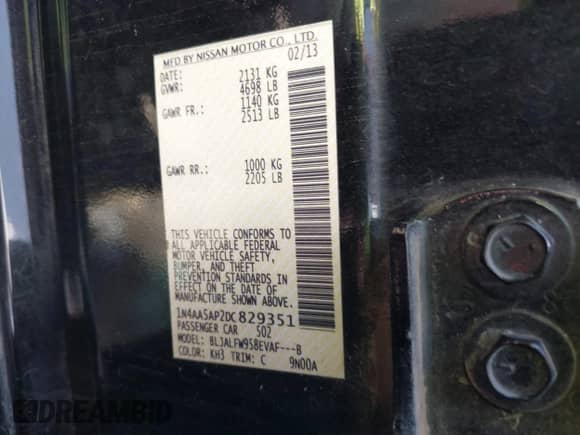 MFD BY NISSAN MOTOR CO., LTD.
DATE: 02/13
GVWR: 2131 KG
4698 LB
GAWR FR.: 1140 KG
2513 LB
GAWR RR.: 1000 KG
2205 LB
THIS VEHICLE CONFORMS TO
ALL APPLICABLE FEDERAL
MOTOR VEHICLE SAFETY,
BUMPER, AND THEFT
PREVENTION STANDARDS IN
EFFECT ON THE DATE OF
MANUFACTURE SHOWN ABOVE.
1N4AA5AP2DC829351
PASSENGER CAR 502
MODEL: BLJALFW958EVAF---B
COLOR: KH3 TRIM: C 9N00A
DREAMBID